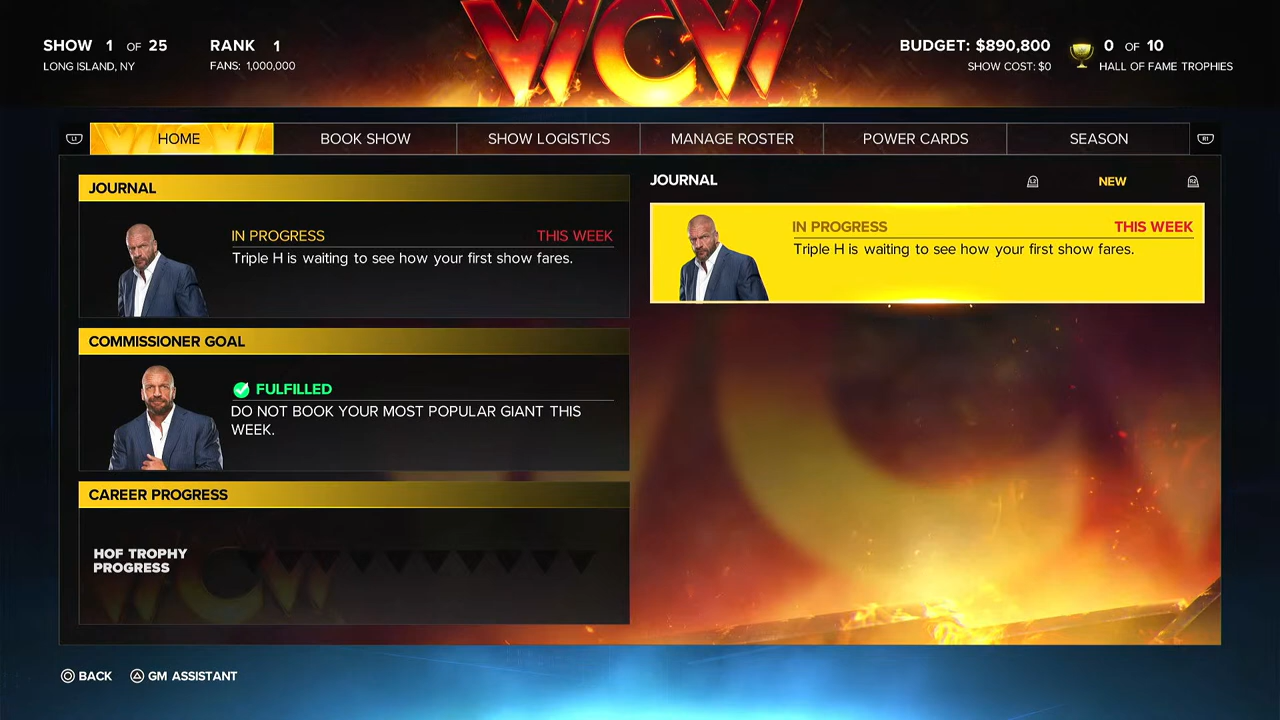 WCW
SHOW 1 OF 25
LONG ISLAND, NY
RANK 1
FANS: 1,000,000
BUDGET: $890,800
SHOW COST: $0
0 OF 10
HALL OF FAME TROPHIES
L1
HOME
BOOK SHOW
SHOW LOGISTICS
MANAGE ROSTER
POWER CARDS
SEASON
R1
JOURNAL
IN PROGRESS
THIS WEEK
Triple H is waiting to see how your first show fares.
COMMISSIONER GOAL
FULFILLED
DO NOT BOOK YOUR MOST POPULAR GIANT THIS
WEEK.
CAREER PROGRESS
HOF TROPHY
PROGRESS
JOURNAL
L2
NEW
R2
IN PROGRESS
THIS WEEK
Triple H is waiting to see how your first show fares.
BACK
GM ASSISTANT